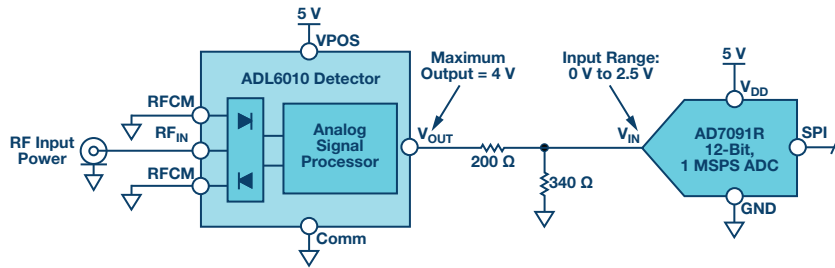 5 V
VPOS
ADL6010 Detector
RFCM
RF Input
Power
RFIN
RFCM
Analog
Signal
Processor
Comm
Maximum
Output = 4 V
VOUT
200 Ω
340 Ω
Input Range:
0 V to 2.5 V
VIN
5 V
VDD
AD7091R
12-Bit,
1 MSPS ADC
SPI
GND